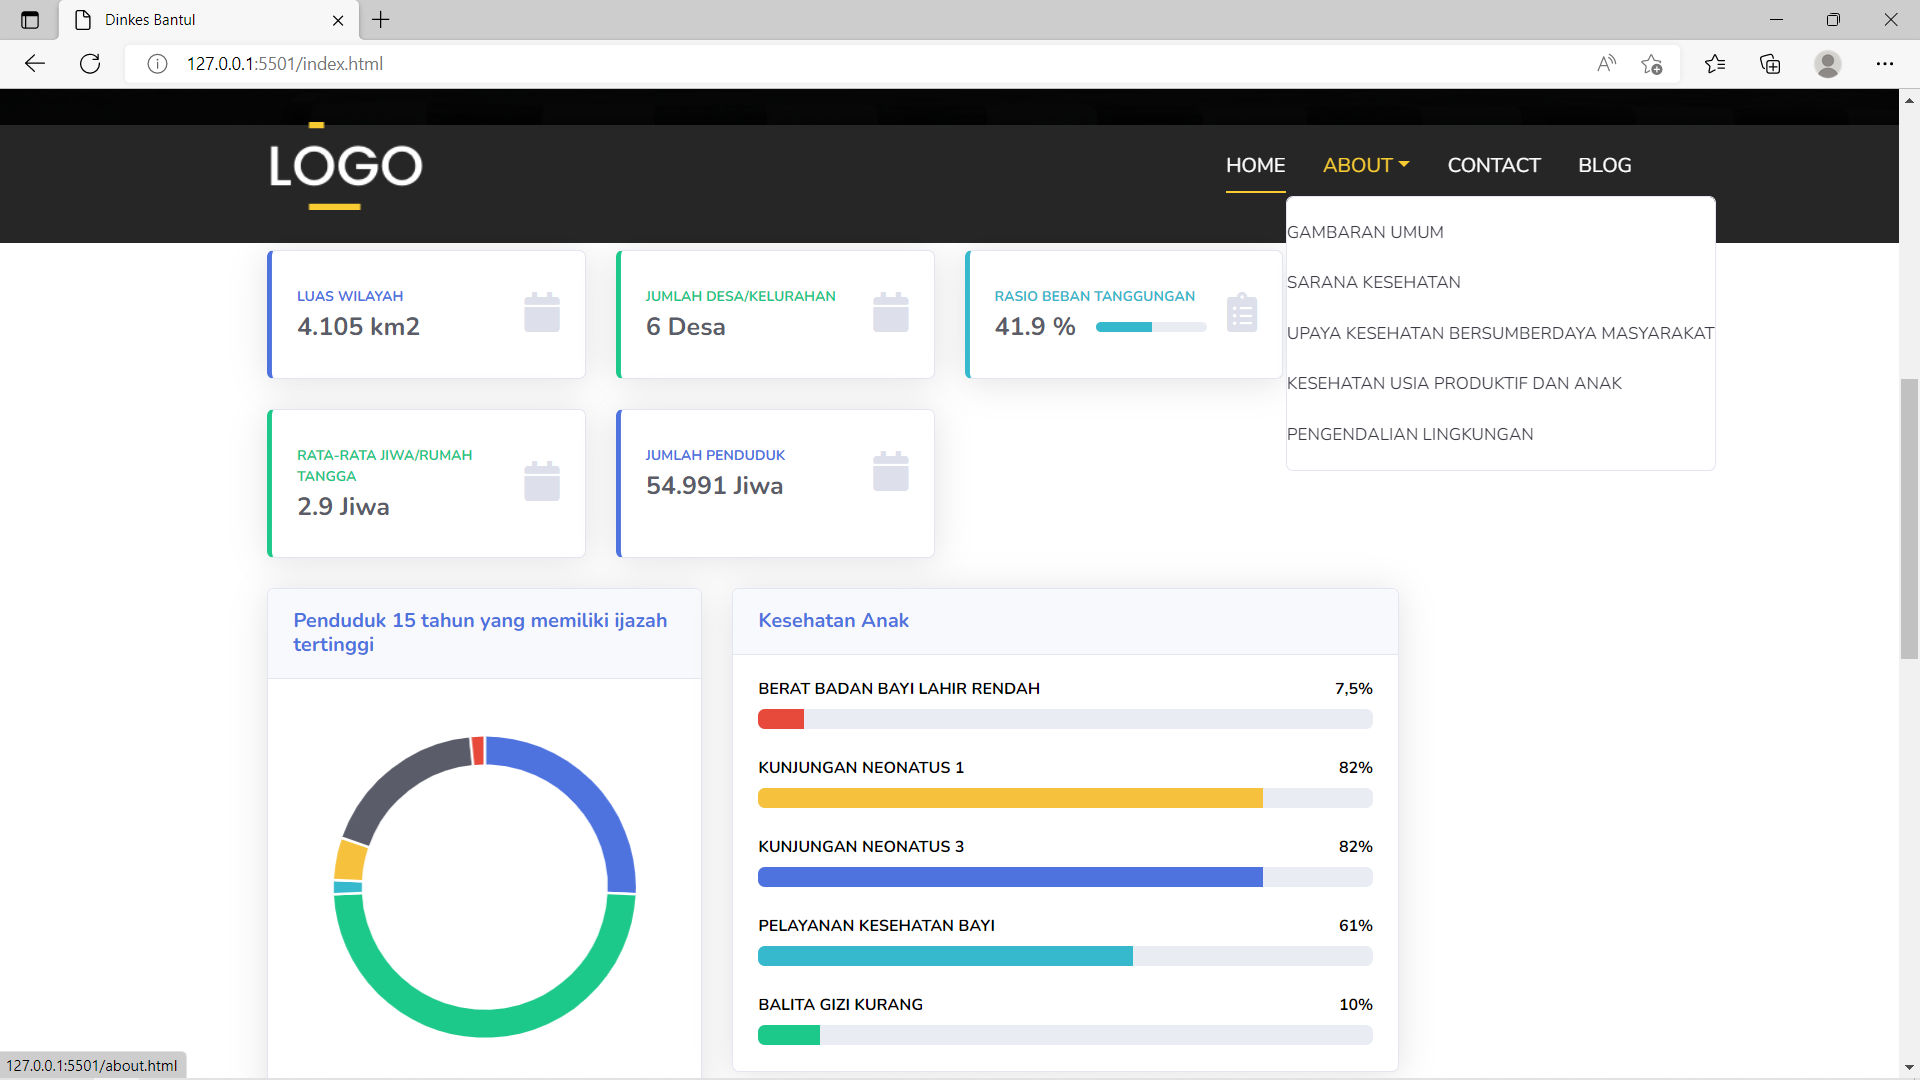 Dinkes Bantul
127.0.0.1:5501/index.html
LOGO
HOME
ABOUT
CONTACT
BLOG
GAMBARAN UMUM
SARANA KESEHATAN
UPAYA KESEHATAN BERSUMBERDAYA MASYARAKAT
KESEHATAN USIA PRODUKTIF DAN ANAK
PENGENDALIAN LINGKUNGAN
LUAS WILAYAH
4.105 km2
JUMLAH DESA/KELURAHAN
6 Desa
RASIO BEBAN TANGGUNGAN
41.9 %
RATA-RATA JIWA/RUMAH
TANGGA
2.9 Jiwa
JUMLAH PENDUDUK
54.991 Jiwa
Penduduk 15 tahun yang memiliki ijazah
tertinggi
Kesehatan Anak
BERAT BADAN BAYI LAHIR RENDAH 7,5%
KUNJUNGAN NEONATUS 1 82%
KUNJUNGAN NEONATUS 3 82%
PELAYANAN KESEHATAN BAYI 61%
BALITA GIZI KURANG 10%
127.0.0.1:5501/about.html